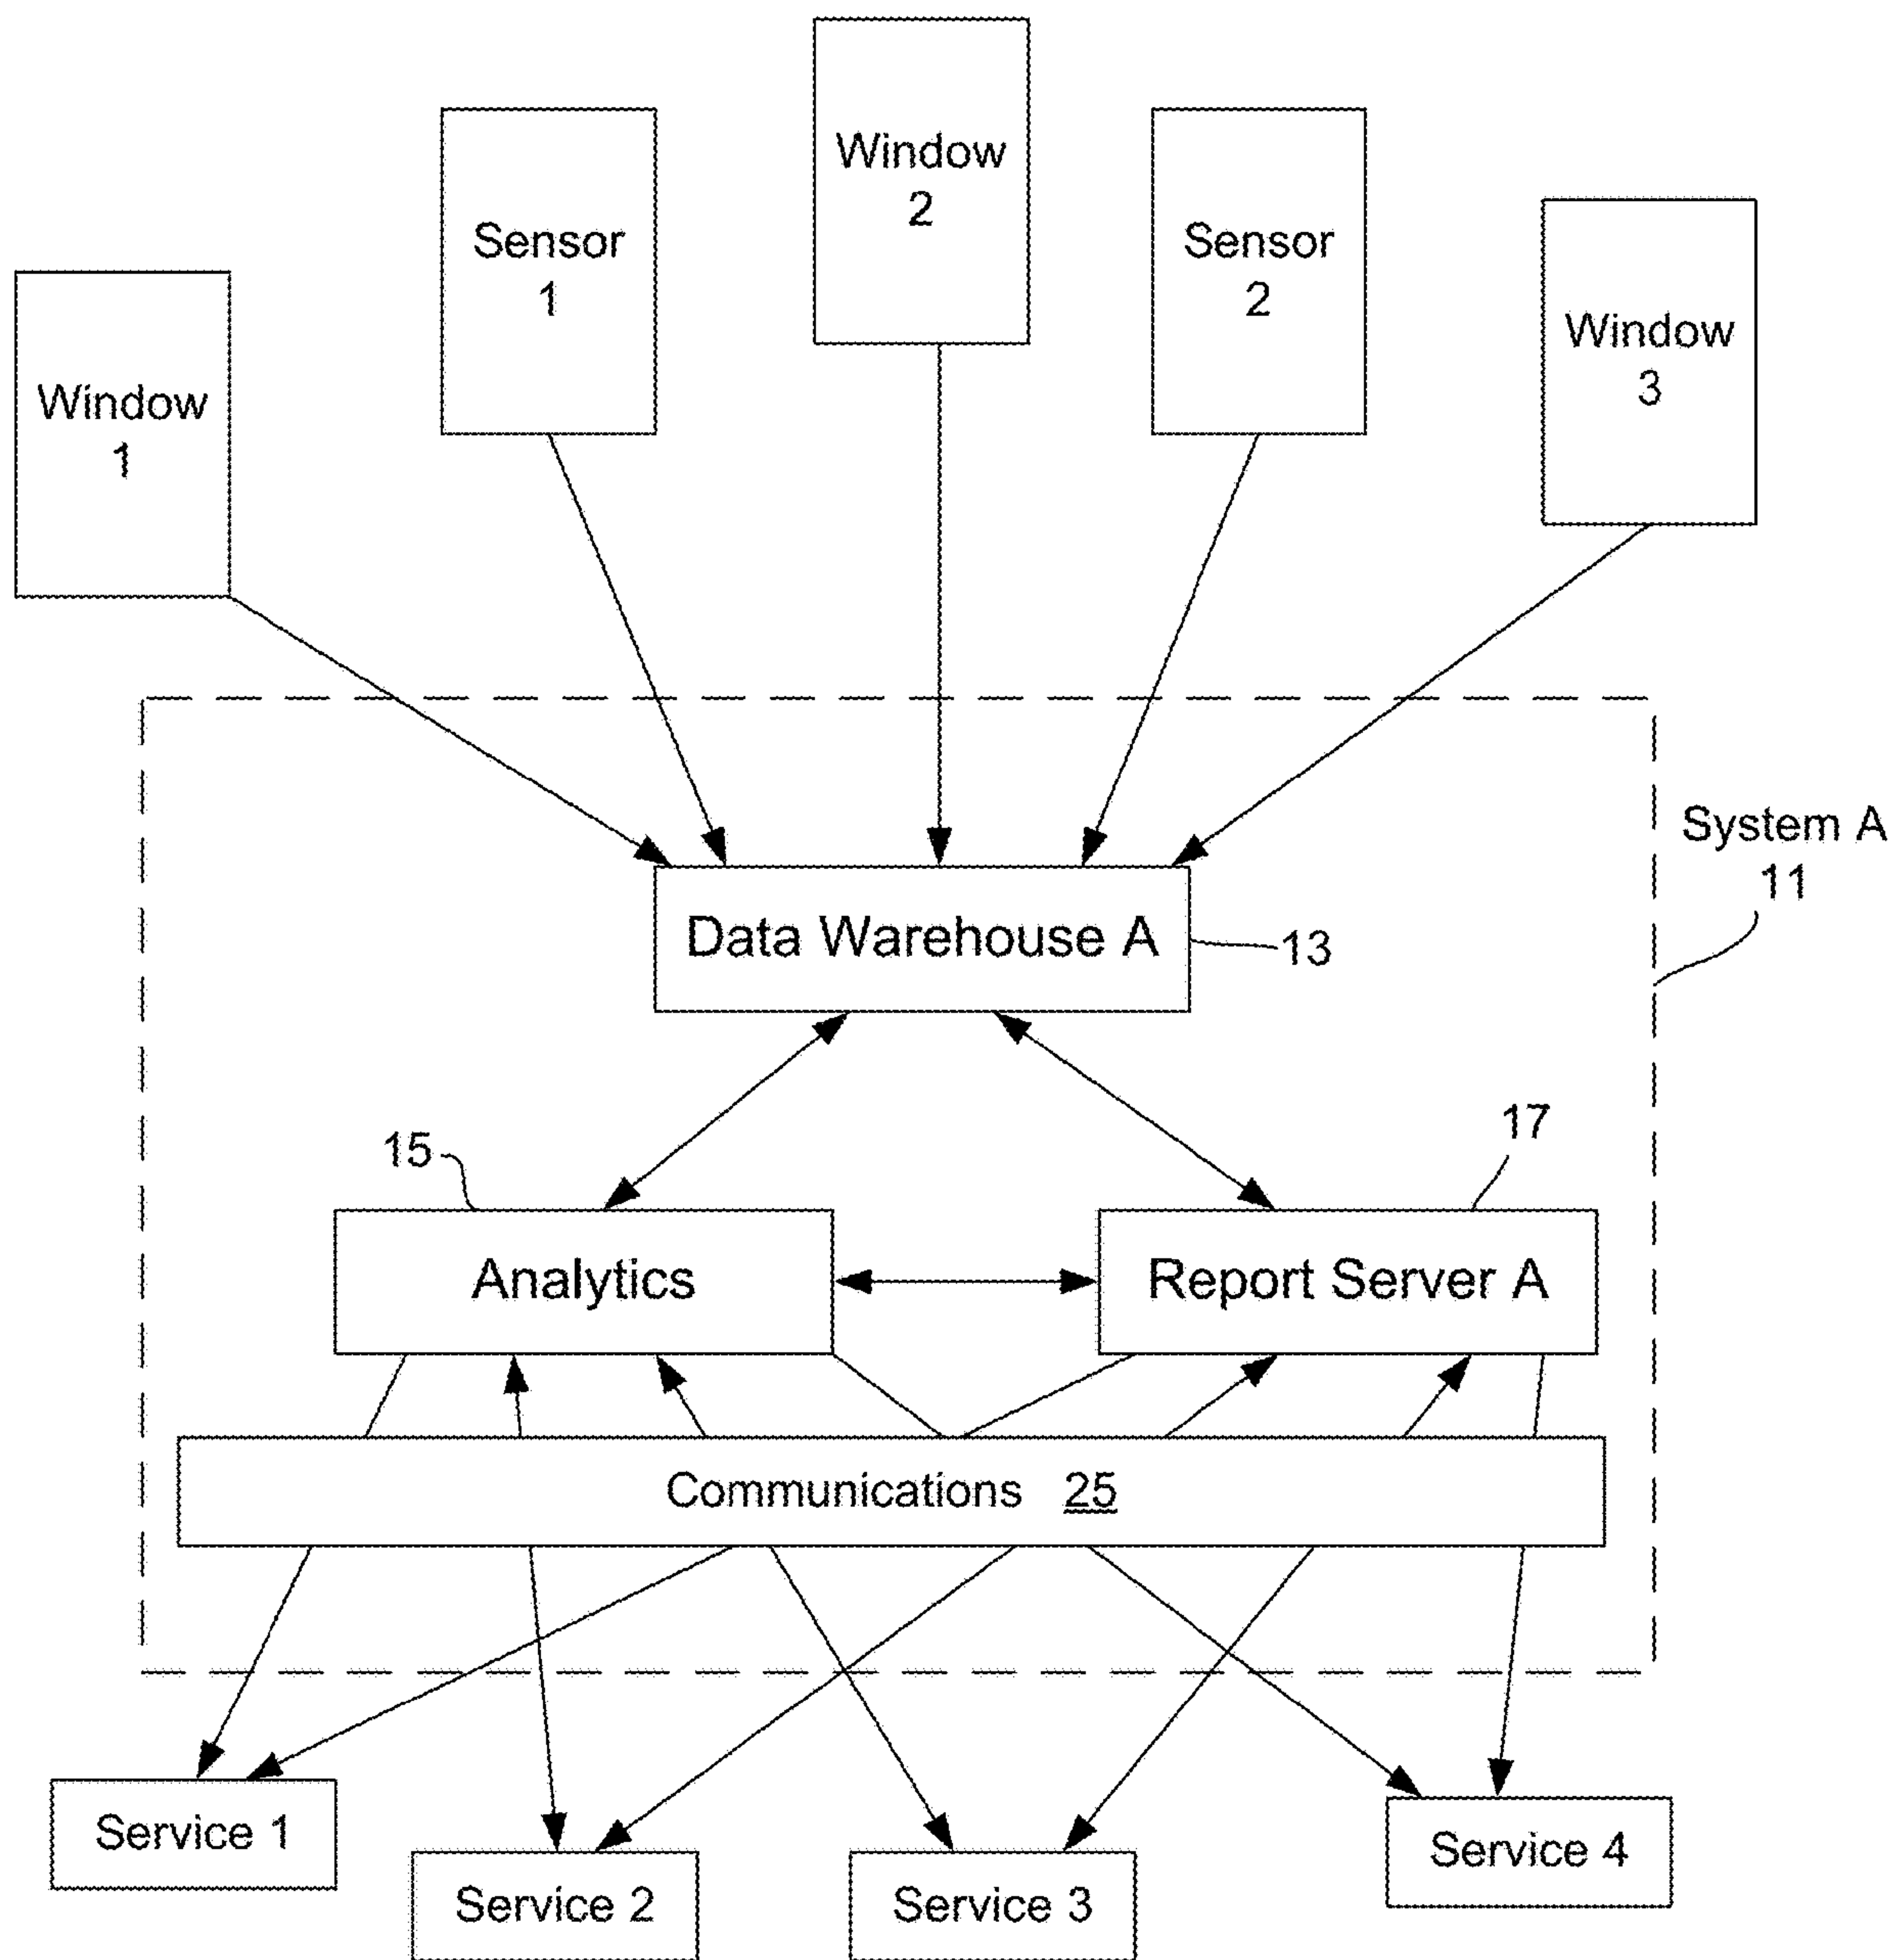 Window
2
Sensor
1
Sensor
2
Window
3
Window
1
System A
11
Data Warehouse A
13
15
17
Analytics
Report Server A
Communications 25
Service 1
Service 4
Service 2
Service 3